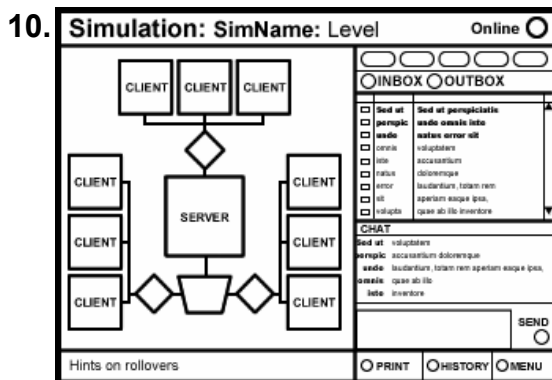 10.
Simulation: SimName: Level
Online
CLIENT CLIENT CLIENT
CLIENT CLIENT
SERVER
CLIENT CLIENT
CLIENT CLIENT
Hints on rollovers
INBOX OUTBOX
Sed ut Sed ut perspiciatis
perspic unde omnis iste
unde natus error sit
omnis voluptatem
iste accusantium
natus doloremque
error laudantium, totam rem
sit aperiam eaque ipsa,
volupta quae ab illo inventore
CHAT
Sed ut voluptatem
perspic accusantium doloremque
unde laudantium, totam rem aperiam eaque ipsa,
omnis quae ab illo
iste inventore
SEND
PRINT HISTORY MENU